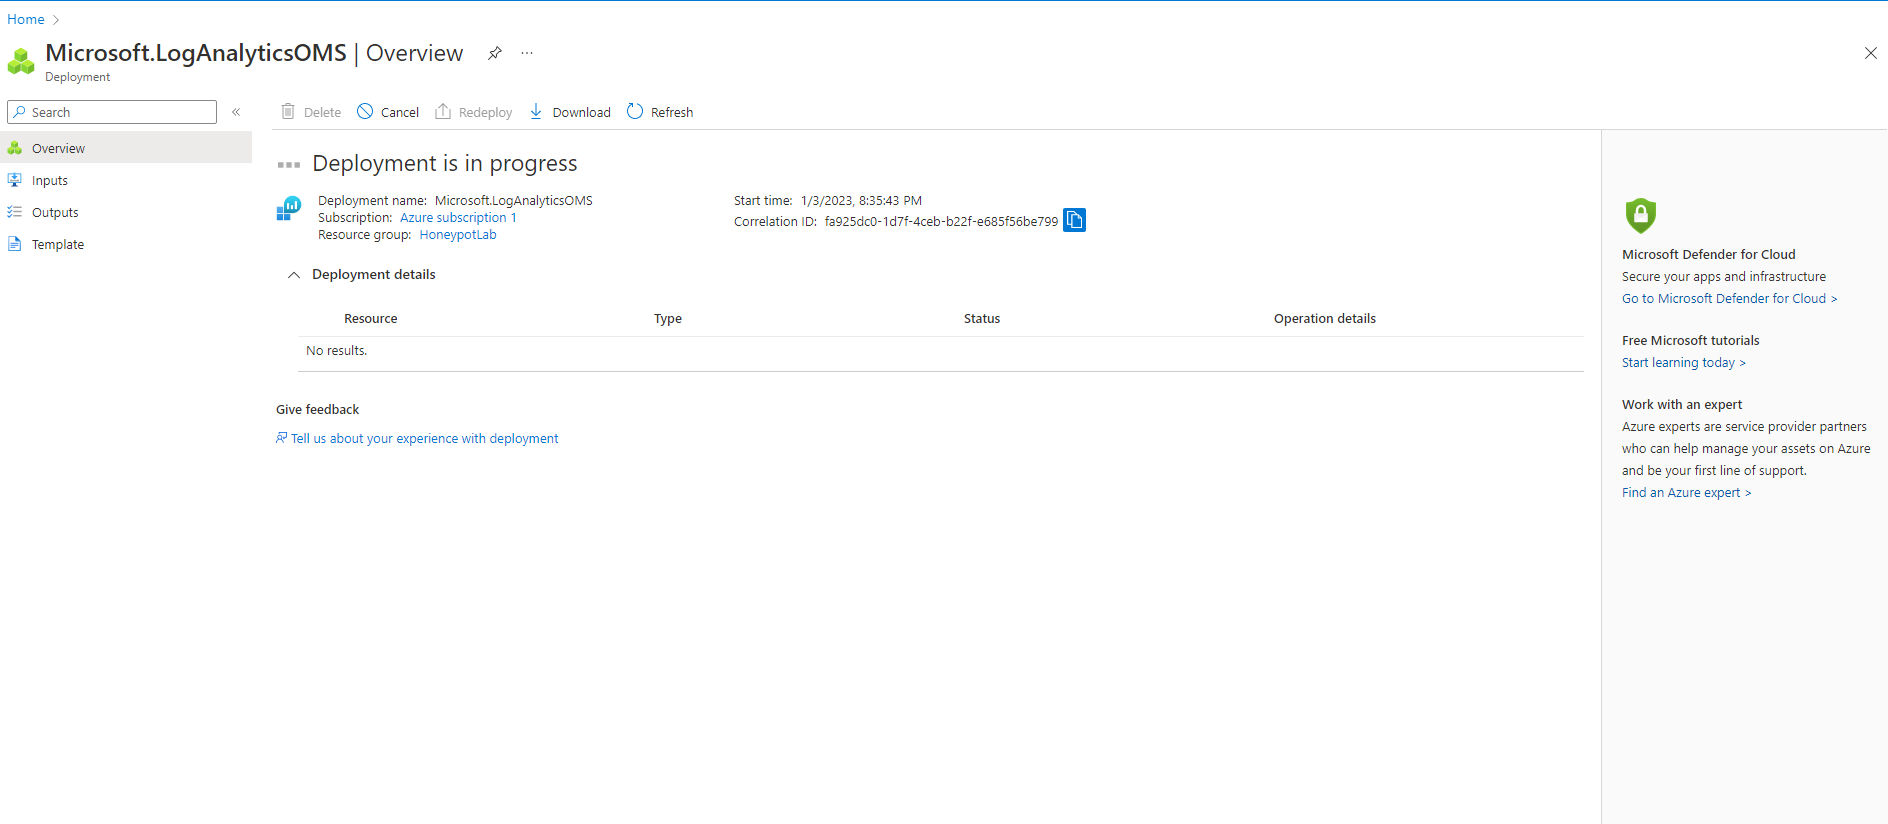 Home
Microsoft.LogAnalyticsOMS | Overview
Deployment
Search
Delete Cancel Redeploy Download Refresh
Overview
Inputs
Outputs
Template
Deployment is in progress
Deployment name: Microsoft.LogAnalyticsOMS
Subscription: Azure subscription 1
Resource group: HoneypotLab
Start time: 1/3/2023, 8:35:43 PM
Correlation ID: fa925dc0-1d7f-4ceb-b22f-e685f56be799
Deployment details
Resource Type Status Operation details
No results.
Give feedback
Tell us about your experience with deployment
Microsoft Defender for Cloud
Secure your apps and infrastructure
Go to Microsoft Defender for Cloud >
Free Microsoft tutorials
Start learning today >
Work with an expert
Azure experts are service provider partners
who can help manage your assets on Azure
and be your first line of support.
Find an Azure expert >